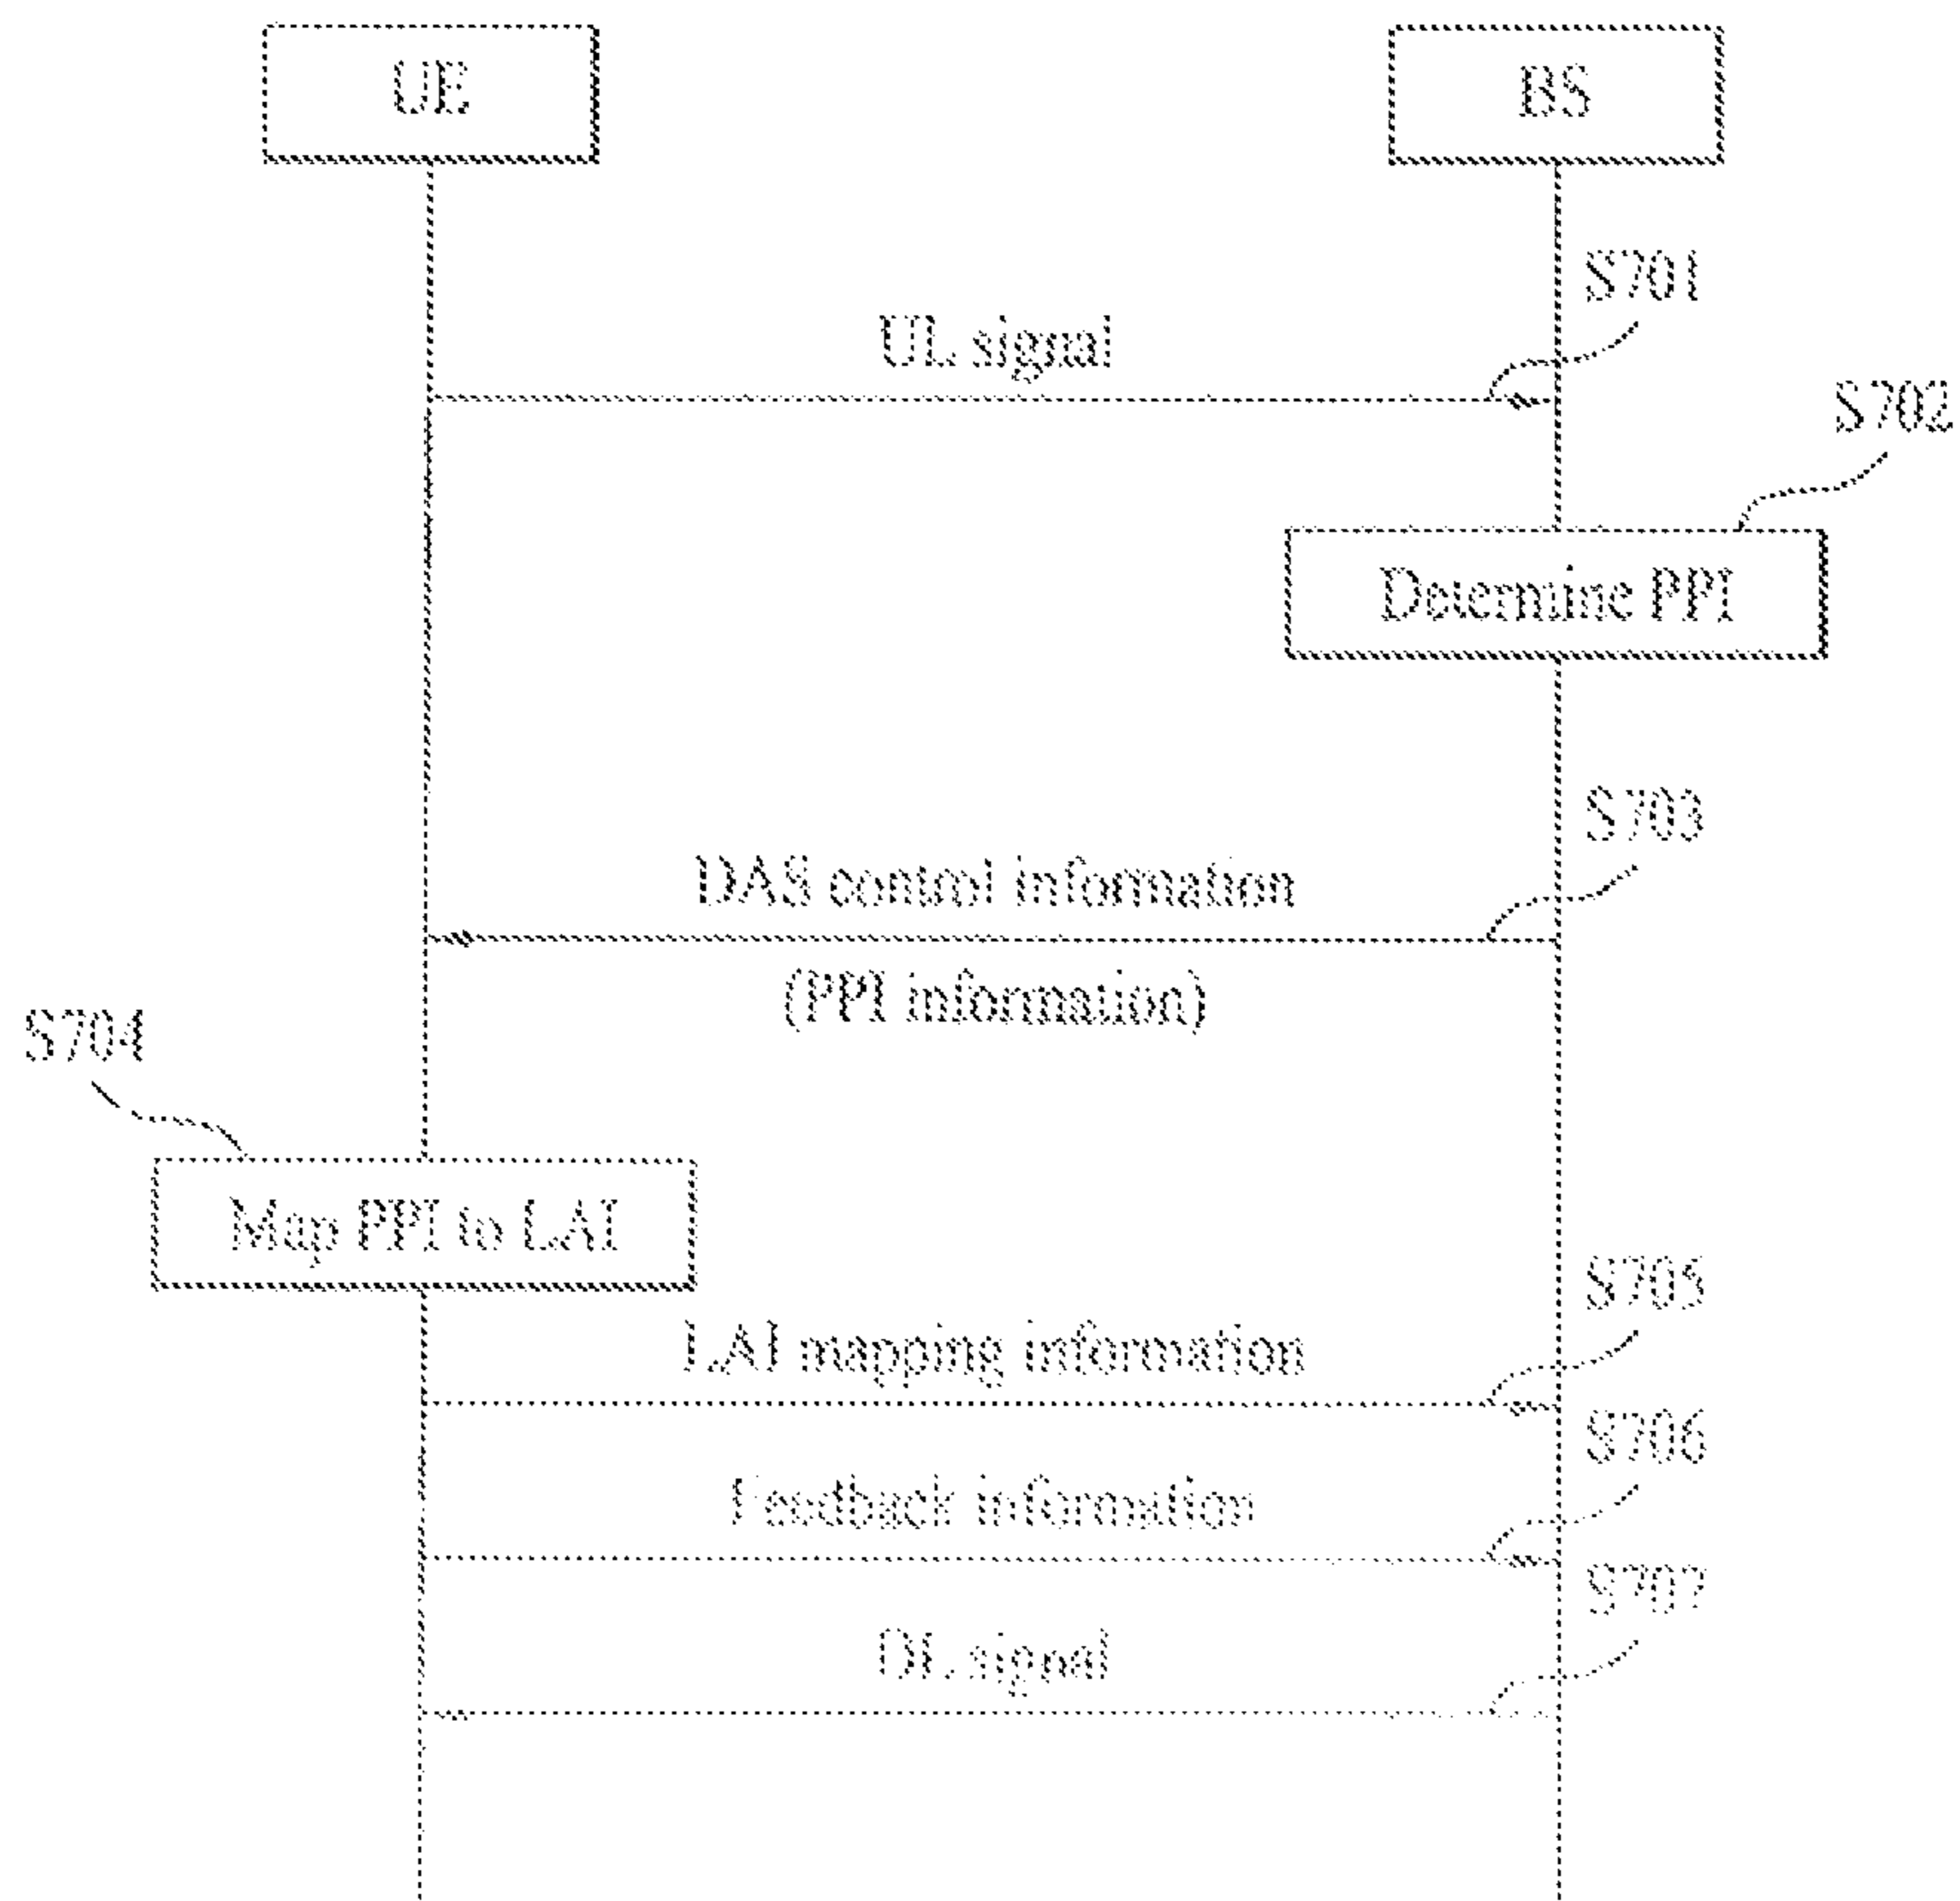 UE
BS
S701
UL signal
S702
Determine PPI
S703
DAS control information
(PPI information)
S704
Map PPI to LAI
S705
LAI mapping information
S706
Feedback information
S707
DL signal